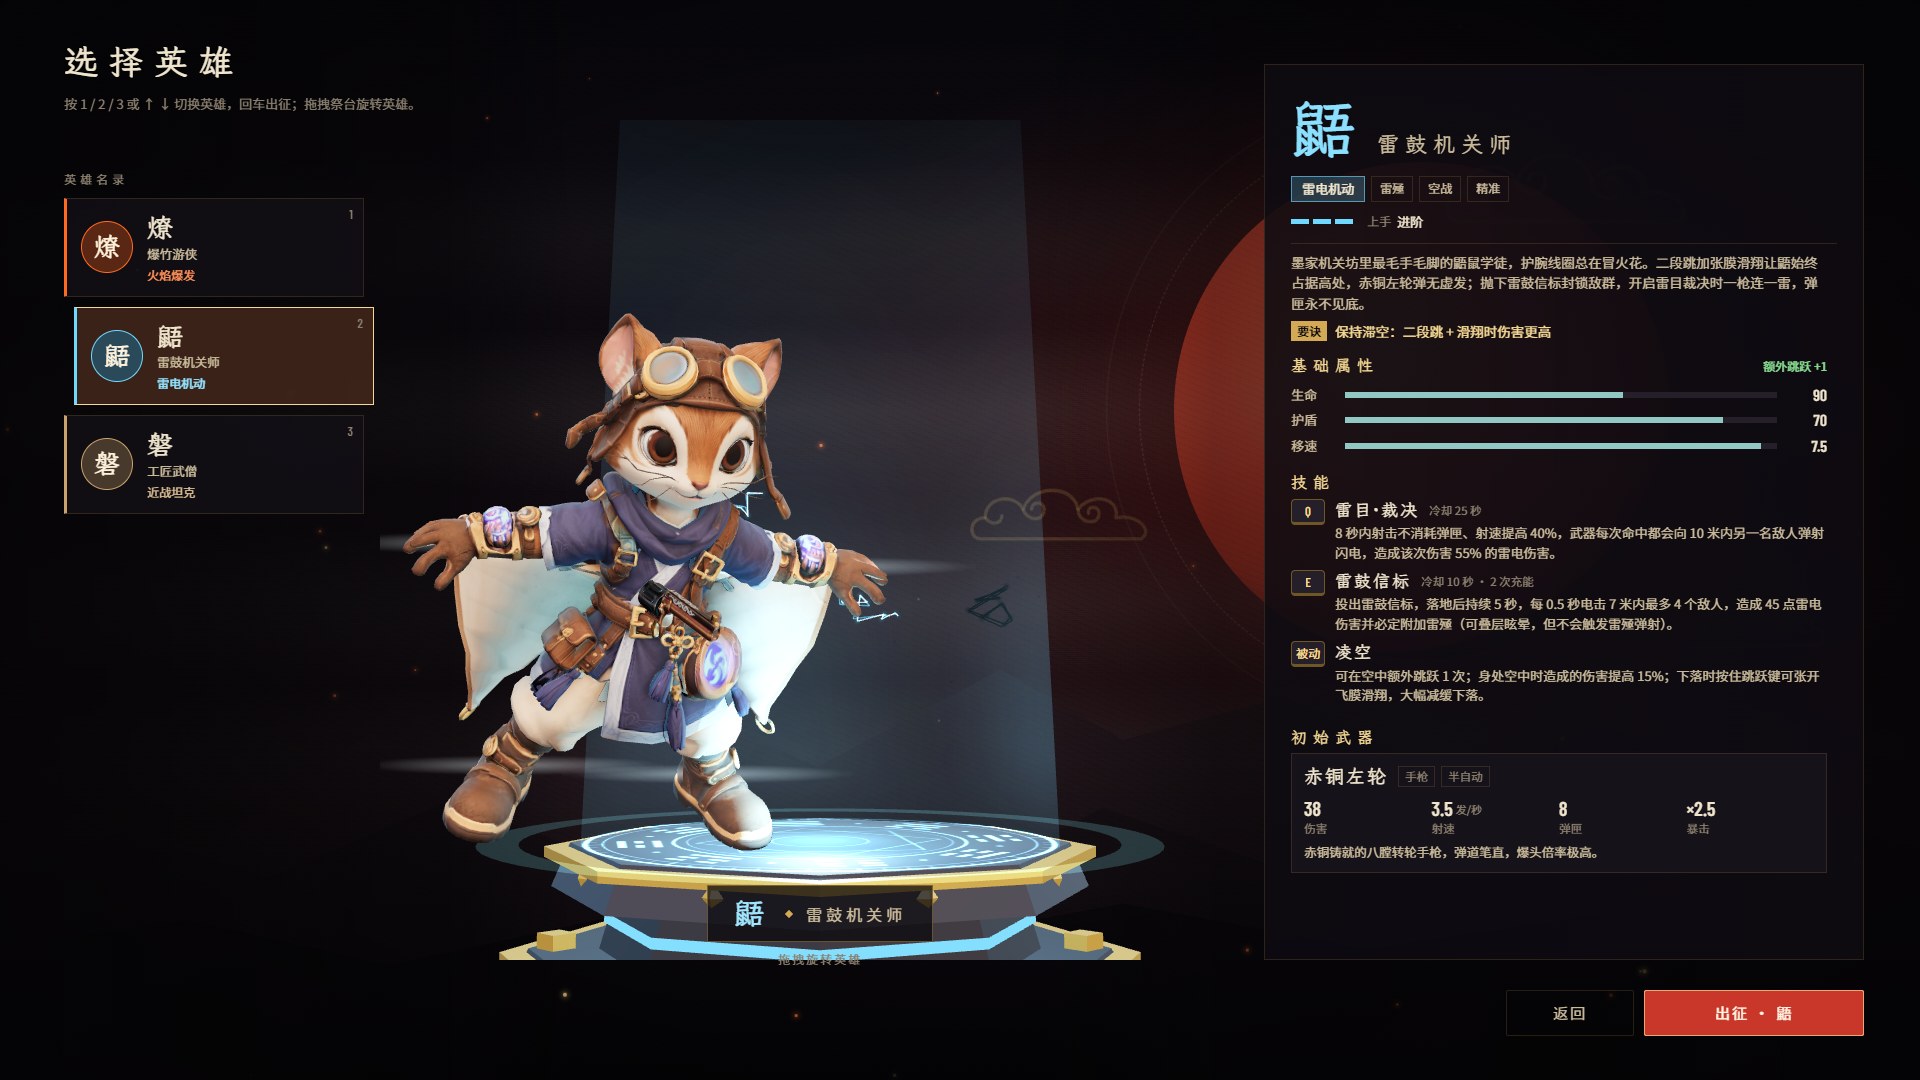 选择英雄
按 1 / 2 / 3 或 ↑ ↓ 切换英雄，回车出征；拖拽祭台旋转英雄。
英雄名录
燎
燎
爆竹游侠
火焰爆发
1
鼯
鼯
雷鼓机关师
雷电机动
2
磐
磐
工匠武僧
近战坦克
3
鼯 ◆ 雷鼓机关师
拖拽旋转英雄
鼯 雷鼓机关师
雷电机动 雷殛 空战 精准
上手 进阶
墨家机关坊里最毛手毛脚的鼯鼠学徒，护腕线圈总在冒火花。二段跳加张膜滑翔让鼯始终
占据高处，赤铜左轮弹无虚发；抛下雷鼓信标封锁敌群，开启雷目裁决时一枪连一雷，弹
匣永不见底。
要诀 保持滞空：二段跳 + 滑翔时伤害更高
基础属性 额外跳跃 +1
生命 90
护盾 70
移速 7.5
技能
Q 雷目·裁决 冷却 25 秒
8 秒内射击不消耗弹匣、射速提高 40%，武器每次命中都会向 10 米内另一名敌人弹射
闪电，造成该次伤害 55% 的雷电伤害。
E 雷鼓信标 冷却 10 秒 · 2 次充能
投出雷鼓信标，落地后持续 5 秒，每 0.5 秒电击 7 米内最多 4 个敌人，造成 45 点雷电
伤害并必定附加雷殛（可叠层眩晕，但不会触发雷殛弹射）。
被动 凌空
可在空中额外跳跃 1 次；身处空中时造成的伤害提高 15%；下落时按住跳跃键可张开
飞膜滑翔，大幅减缓下落。
初始武器
赤铜左轮 手枪 半自动
38 3.5 发/秒 8 ×2.5
伤害 射速 弹匣 暴击
赤铜铸就的八膛转轮手枪，弹道笔直，爆头倍率极高。
返回
出征 · 鼯